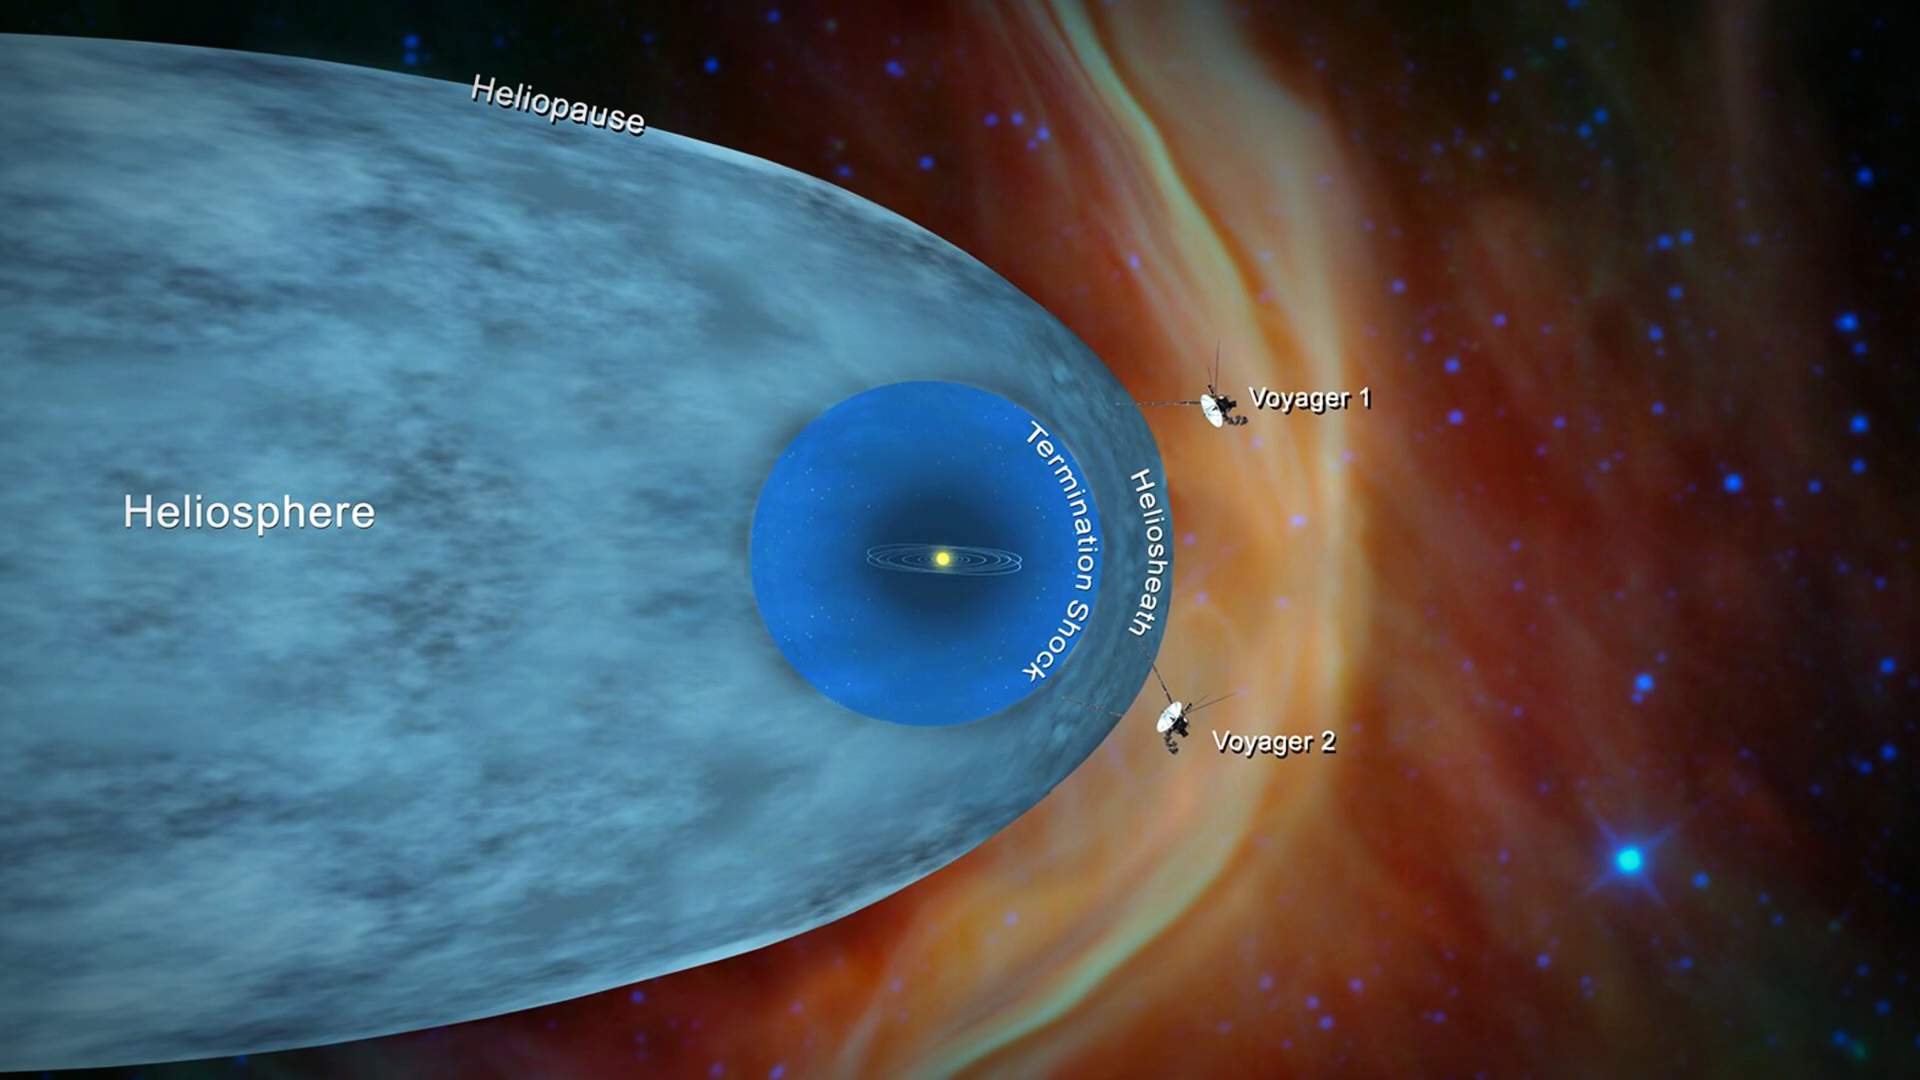 Heliopause
Voyager 1
Heliosphere
Termination Shock
Heliosheath
Voyager 2